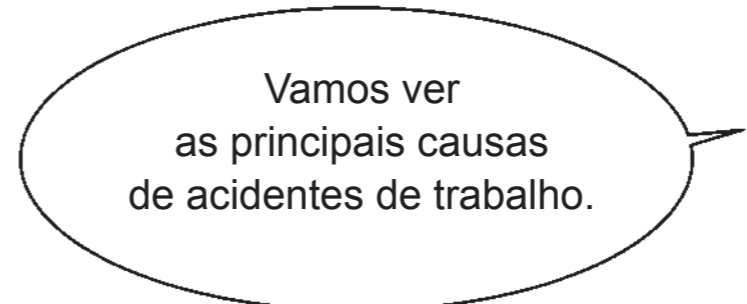 Vamos ver
as principais causas
de acidentes de trabalho.